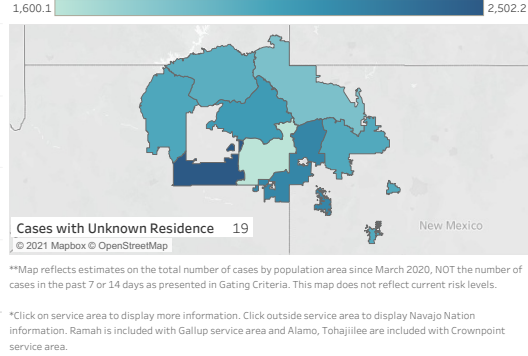 1,600.1 2,502.2
Cases with Unknown Residence 19
New Mexico
© 2021 Mapbox © OpenStreetMap
**Map reflects estimates on the total number of cases by population area since March 2020, NOT the number of
cases in the past 7 or 14 days as presented in Gating Criteria. This map does not reflect current risk levels.
*Click on service area to display more information. Click outside service area to display Navajo Nation
information. Ramah is included with Gallup service area and Alamo, Tohajiilee are included with Crownpoint
service area.